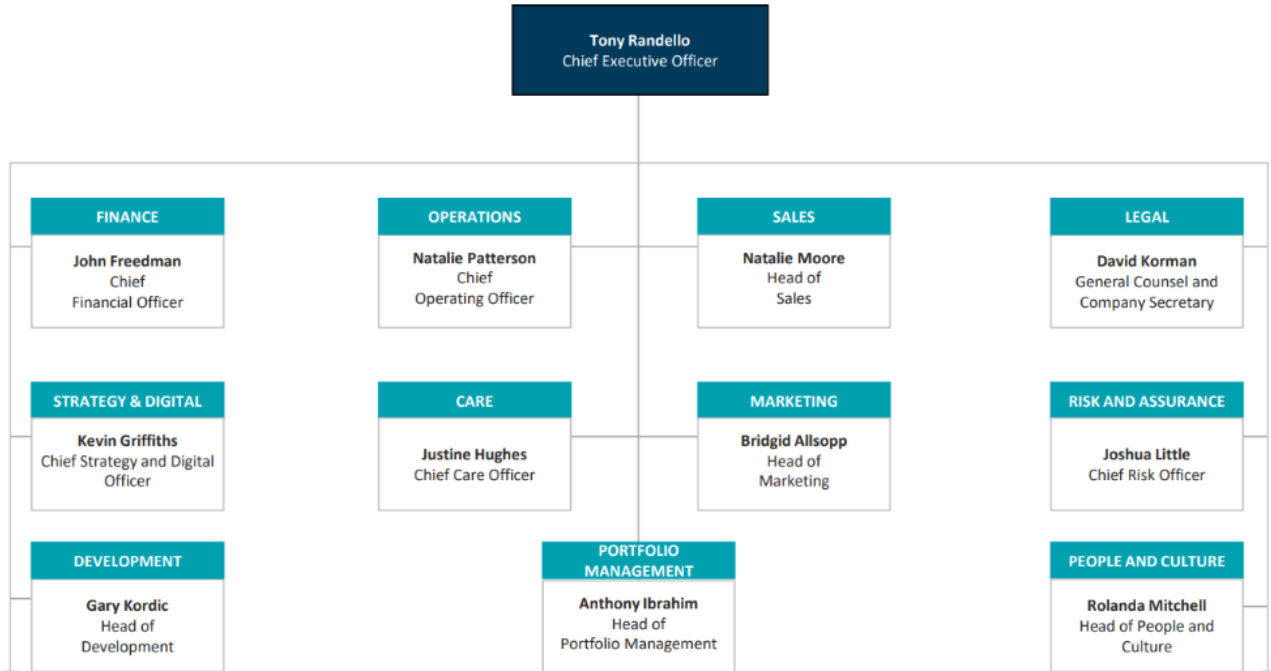 Tony Randello
Chief Executive Officer
FINANCE
John Freedman
Chief
Financial Officer
OPERATIONS
Natalie Patterson
Chief
Operating Officer
SALES
Natalie Moore
Head of
Sales
LEGAL
David Korman
General Counsel and
Company Secretary
STRATEGY & DIGITAL
Kevin Griffiths
Chief Strategy and Digital
Officer
CARE
Justine Hughes
Chief Care Officer
MARKETING
Bridgid Allsopp
Head of
Marketing
RISK AND ASSURANCE
Joshua Little
Chief Risk Officer
DEVELOPMENT
Gary Kordic
Head of
Development
PORTFOLIO
MANAGEMENT
Anthony Ibrahim
Head of
Portfolio Management
PEOPLE AND CULTURE
Rolanda Mitchell
Head of People and
Culture